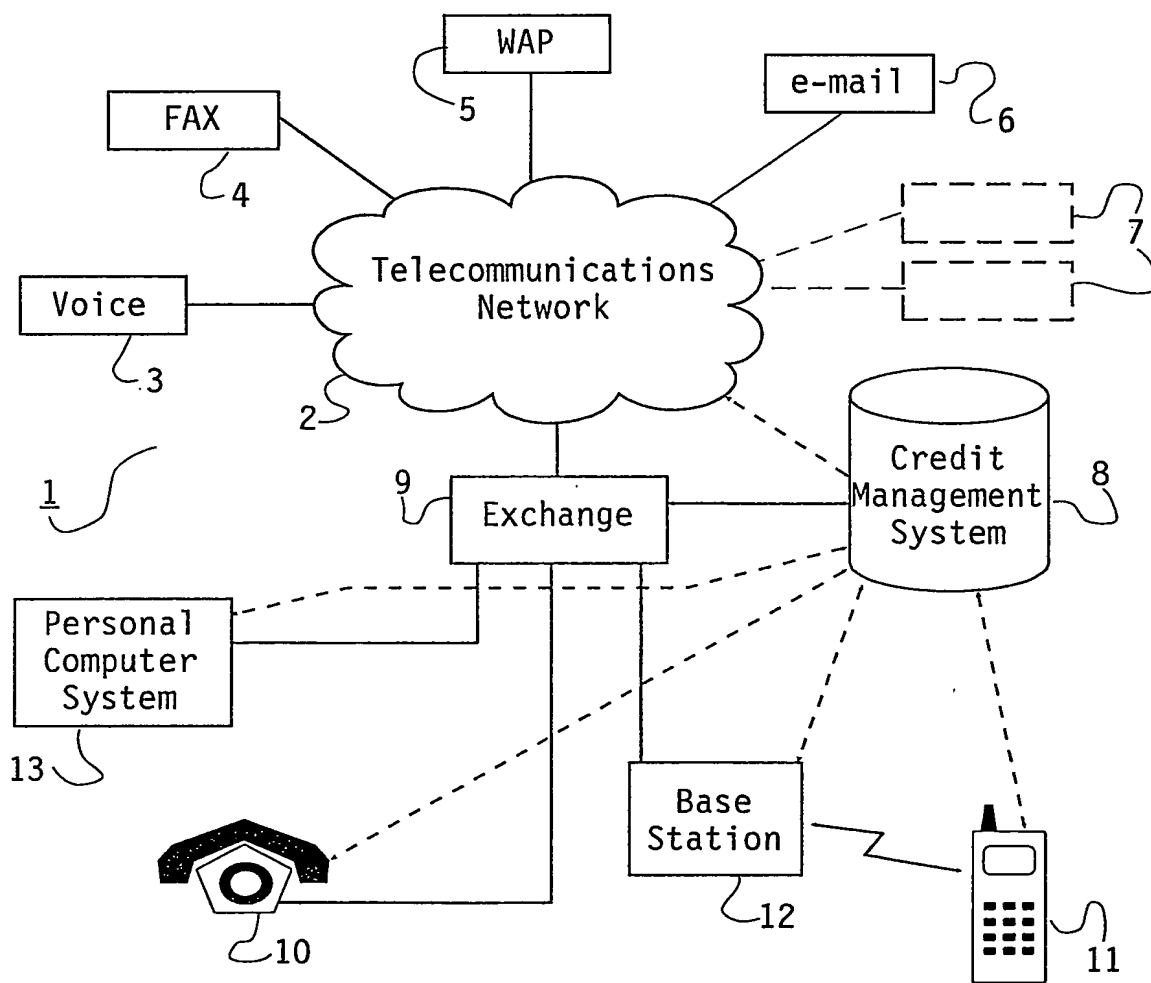 WAP
5
e-mail
6
FAX
4
7
Telecommunications
Network
Voice
3
2
1
9
Exchange
Credit
Management
System
8
Personal
Computer
System
13
Base
Station
12
10
11